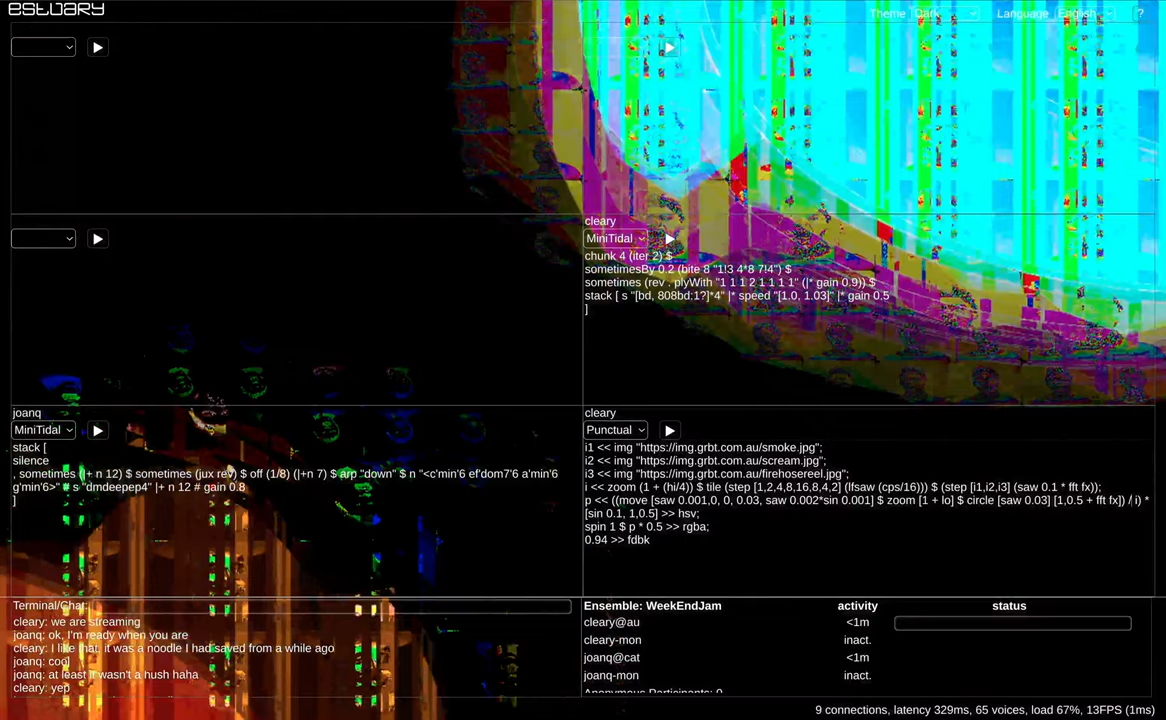 estuary
Theme Dark Language English ?
cleary
MiniTidal
chunk 4 (iter 2) $
sometimesBy 0.2 (bite 8 "1!3 4*8 7!4") $
sometimes (rev . plyWith "1 1 1 2 1 1 1 1" (|* gain 0.9)) $
stack [ s "[bd, 808bd:1?]*4" |* speed "[1.0, 1.03]" |* gain 0.5
]
joanq
MiniTidal
stack [
silence
, sometimes (|+ n 12) $ sometimes (jux rev) $ off (1/8) (|+n 7) $ arp "down" $ n "<c'min'6 ef'dom7'6 a'min'6
g'min'6>" # s "dmdeepep4" |+ n 12 # gain 0.8
]
cleary
Punctual
i1 << img "https://img.grbt.com.au/smoke.jpg";
i2 << img "https://img.grbt.com.au/scream.jpg";
i3 << img "https://img.grbt.com.au/firehosereel.jpg";
i << zoom (1 + (hi/4)) $ tile (step [1,2,4,8,16,8,4,2] (lfsaw (cps/16))) $ (step [i1,i2,i3] (saw 0.1 * fft fx));
p << ((move [saw 0.001,0, 0, 0.03, saw 0.002*sin 0.001] $ zoom [1 + lo] $ circle [saw 0.03] [1,0.5 + fft fx]) / i) *
[sin 0.1, 1,0.5] >> hsv;
spin 1 $ p * 0.5 >> rgba;
0.94 >> fdbk
Terminal/Chat:
cleary: we are streaming
joanq: ok, I'm ready when you are
cleary: I like that, it was a noodle I had saved from a while ago
joanq: cool
joanq: at least it wasn't a hush haha
cleary: yep
Ensemble: WeekEndJam activity status
cleary@au <1m
cleary-mon inact.
joanq@cat <1m
joanq-mon inact.
Anonymous Participants: 0
9 connections, latency 329ms, 65 voices, load 67%, 13FPS (1ms)